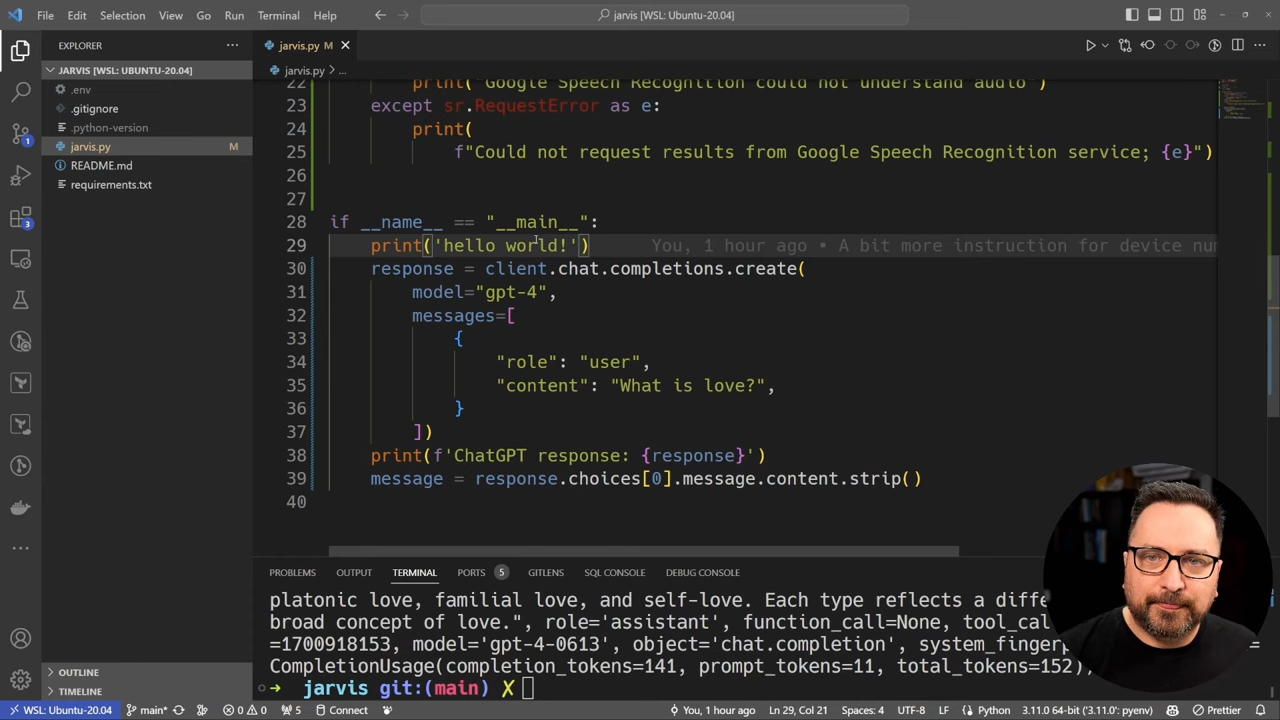 File Edit Selection View Go Run Terminal Help
jarvis [WSL: Ubuntu-20.04]
EXPLORER
jarvis.py M
JARVIS [WSL: UBUNTU-20.04]
jarvis.py > ...
.env
.gitignore
.python-version
jarvis.py M
README.md
requirements.txt
22 print("Google Speech Recognition could not understand audio")
23 except sr.RequestError as e:
24 print(
25 f"Could not request results from Google Speech Recognition service; {e}")
26
27
28 if __name__ == "__main__":
29 print('hello world!') You, 1 hour ago • A bit more instruction for device num
30 response = client.chat.completions.create(
31 model="gpt-4",
32 messages=[
33 {
34 "role": "user",
35 "content": "What is love?",
36 }
37 ])
38 print(f'ChatGPT response: {response}')
39 message = response.choices[0].message.content.strip()
40
PROBLEMS OUTPUT TERMINAL PORTS 5 GITLENS SQL CONSOLE DEBUG CONSOLE
platonic love, familial love, and self-love. Each type reflects a diffe
broad concept of love.", role='assistant', function_call=None, tool_cal
=1700918153, model='gpt-4-0613', object='chat.completion', system_finger
CompletionUsage(completion_tokens=141, prompt_tokens=11, total_tokens=152)
→ jarvis git:(main) ✗
1
3
OUTLINE
TIMELINE
WSL: Ubuntu-20.04 main* 0 0 5 Connect You, 1 hour ago Ln 29, Col 21 Spaces: 4 UTF-8 LF Python 3.11.0 64-bit ('3.11.0': pyenv) Prettier